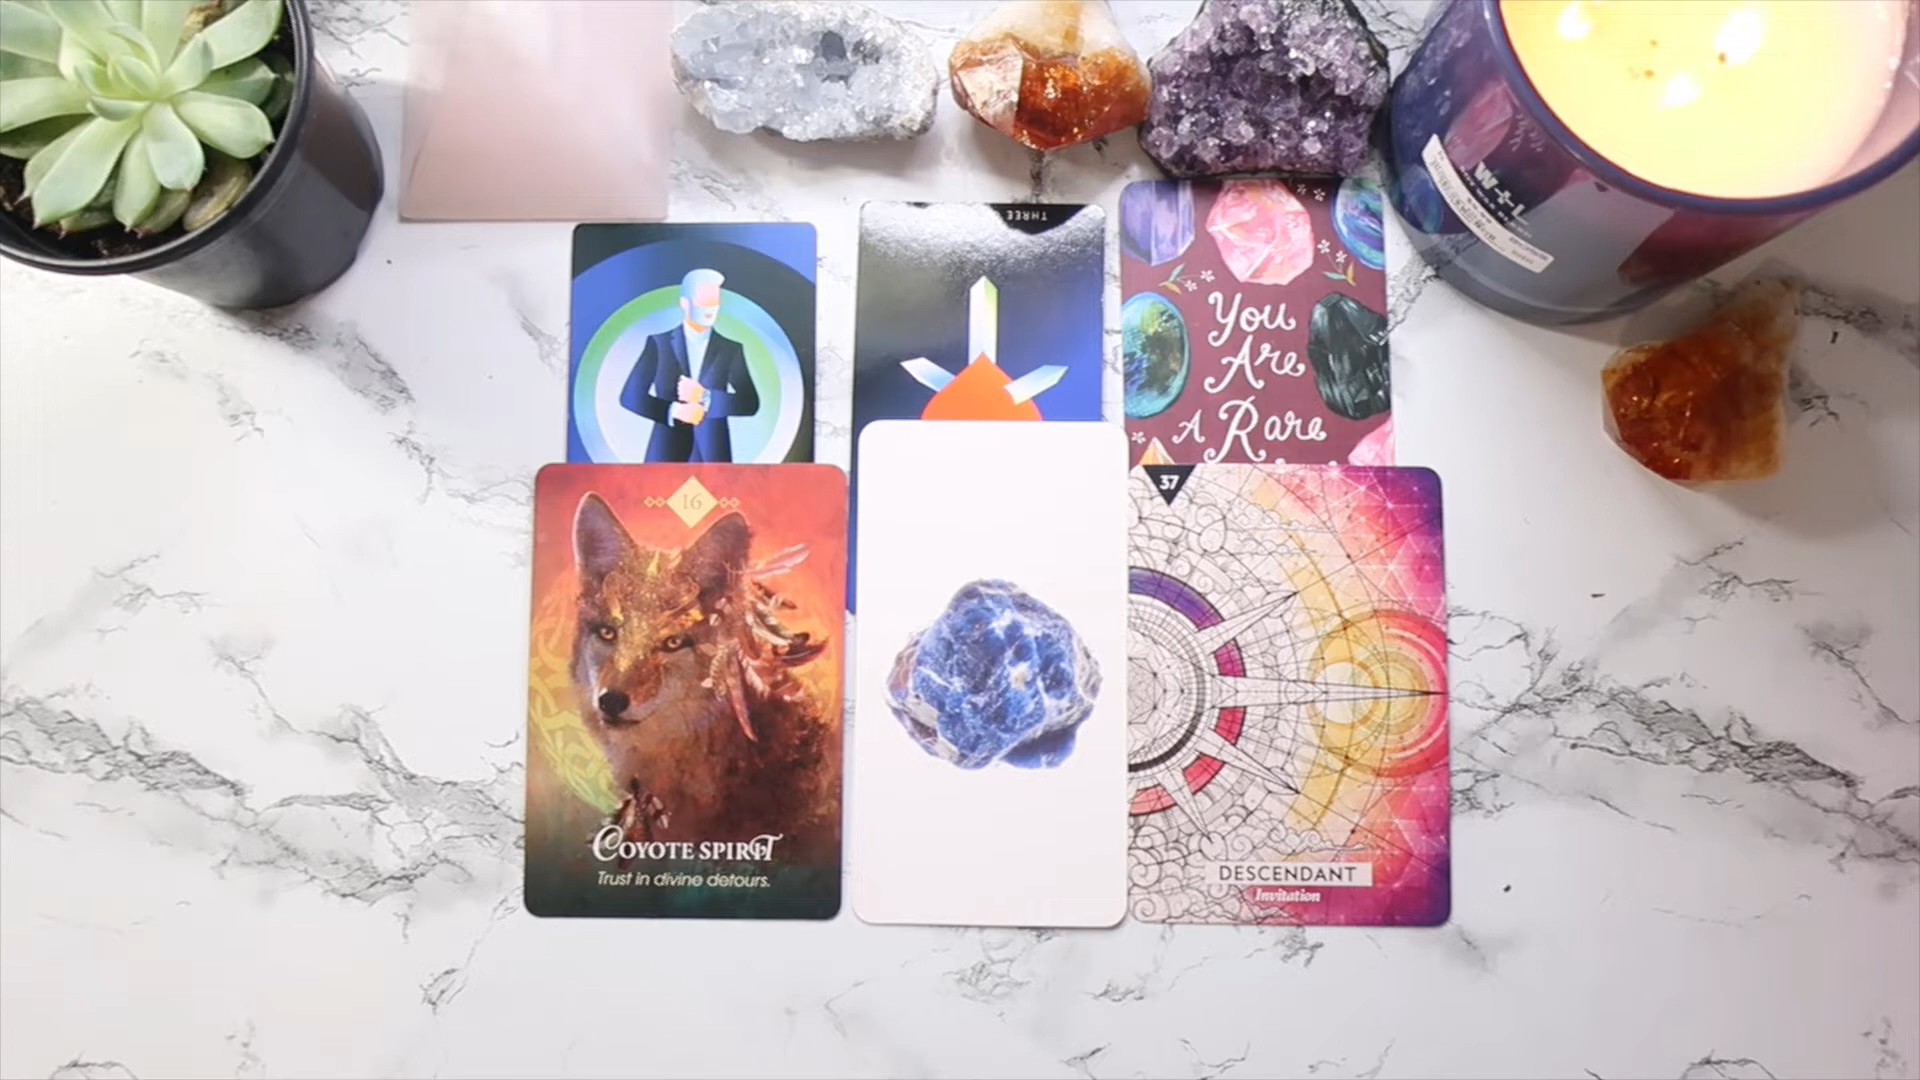 THREE
You
Are
A Rare
W+L
16
COYOTE SPIRIT
Trust in divine detours.
37
DESCENDANT
Invitation